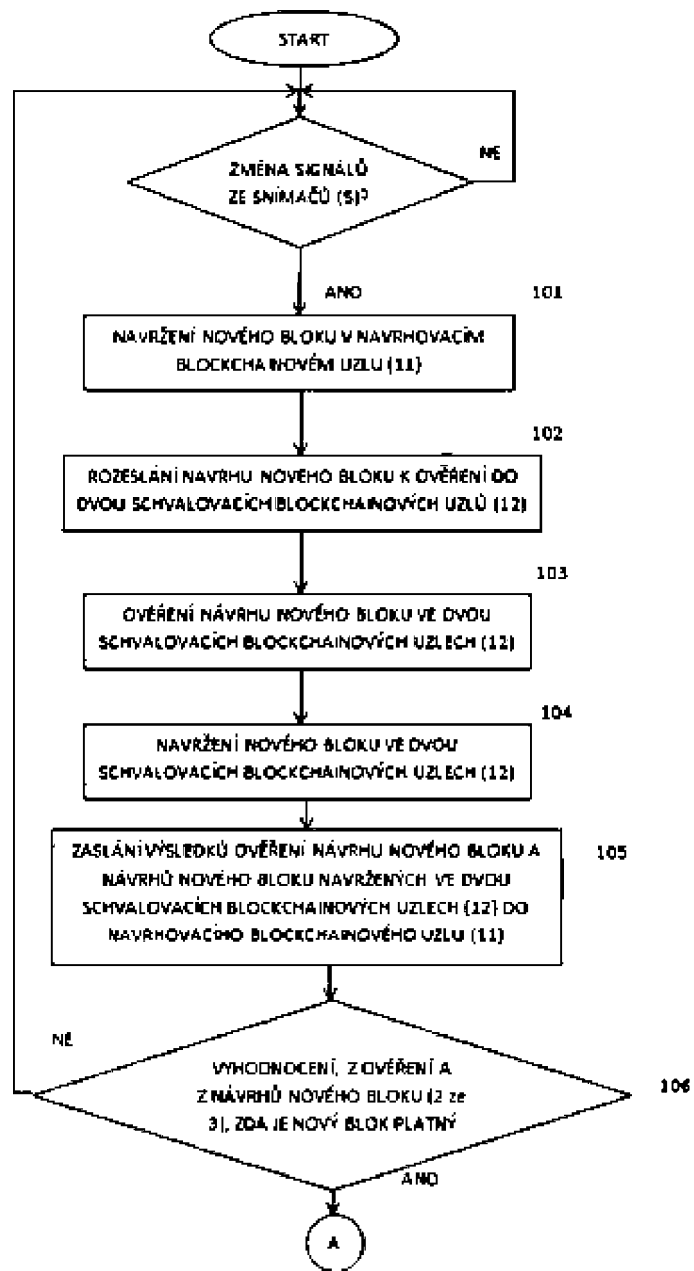 START
ZMĚNA SIGNÁLŮ
ZE SNÍMAČŮ (5)?
NE
ANO
101
NAVRŽENÍ NOVÉHO BLOKU V NAVRHOVACÍM
BLOCKCHAINOVÉM UZLU (11)
102
ROZESLÁNÍ NAVRHU NOVÉHO BLOKU K OVĚŘENÍ DO
DVOU SCHVALOVACÍCH BLOCKCHAINOVÝCH UZLŮ (12)
103
OVĚŘENÍ NÁVRHU NOVÉHO BLOKU VE DVOU
SCHVALOVACÍCH BLOCKCHAINOVÝCH UZLECH (12)
104
NAVRŽENÍ NOVÉHO BLOKU VE DVOU
SCHVALOVACÍCH BLOCKCHAINOVÝCH UZLECH (12)
105
ZASLÁNÍ VÝSLEDKŮ OVĚŘENÍ NÁVRHU NOVÉHO BLOKU A
NÁVRHŮ NOVÉHO BLOKU NAVRŽENÝCH VE DVOU
SCHVALOVACÍCH BLOCKCHAINOVÝCH UZLECH (12) DO
NAVRHOVACÍHO BLOCKCHAINOVÉHO UZLU (11)
NE
VYHODNOCENÍ, Z OVĚŘENÍ A
Z NÁVRHŮ NOVÉHO BLOKU (2 ze
3), ZDA JE NOVÝ BLOK PLATNÝ
106
ANO
A